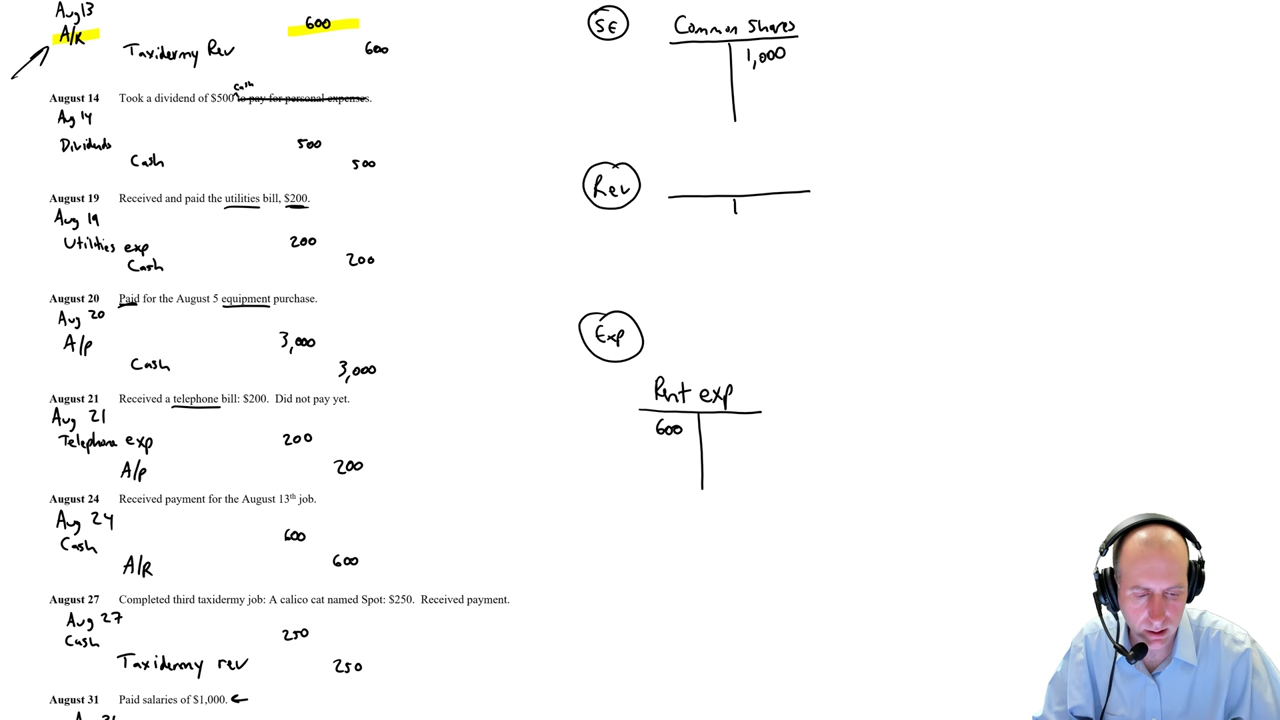 Aug 13
A/R 600
Taxidermy Rev 600
August 14 Took a dividend of $500 cash to pay for personal expenses.
Aug 14
Dividends 500
Cash 500
August 19 Received and paid the utilities bill, $200.
Aug 19
Utilities exp 200
Cash 200
August 20 Paid for the August 5 equipment purchase.
Aug 20
A/P 3,000
Cash 3,000
August 21 Received a telephone bill: $200. Did not pay yet.
Aug 21
Telephone exp 200
A/P 200
August 24 Received payment for the August 13th job.
Aug 24
Cash 600
A/R 600
August 27 Completed third taxidermy job: A calico cat named Spot: $250. Received payment.
Aug 27
Cash 250
Taxidermy rev 250
August 31 Paid salaries of $1,000.
SE
Common Shares
1,000
Rev
Exp
Rent exp
600